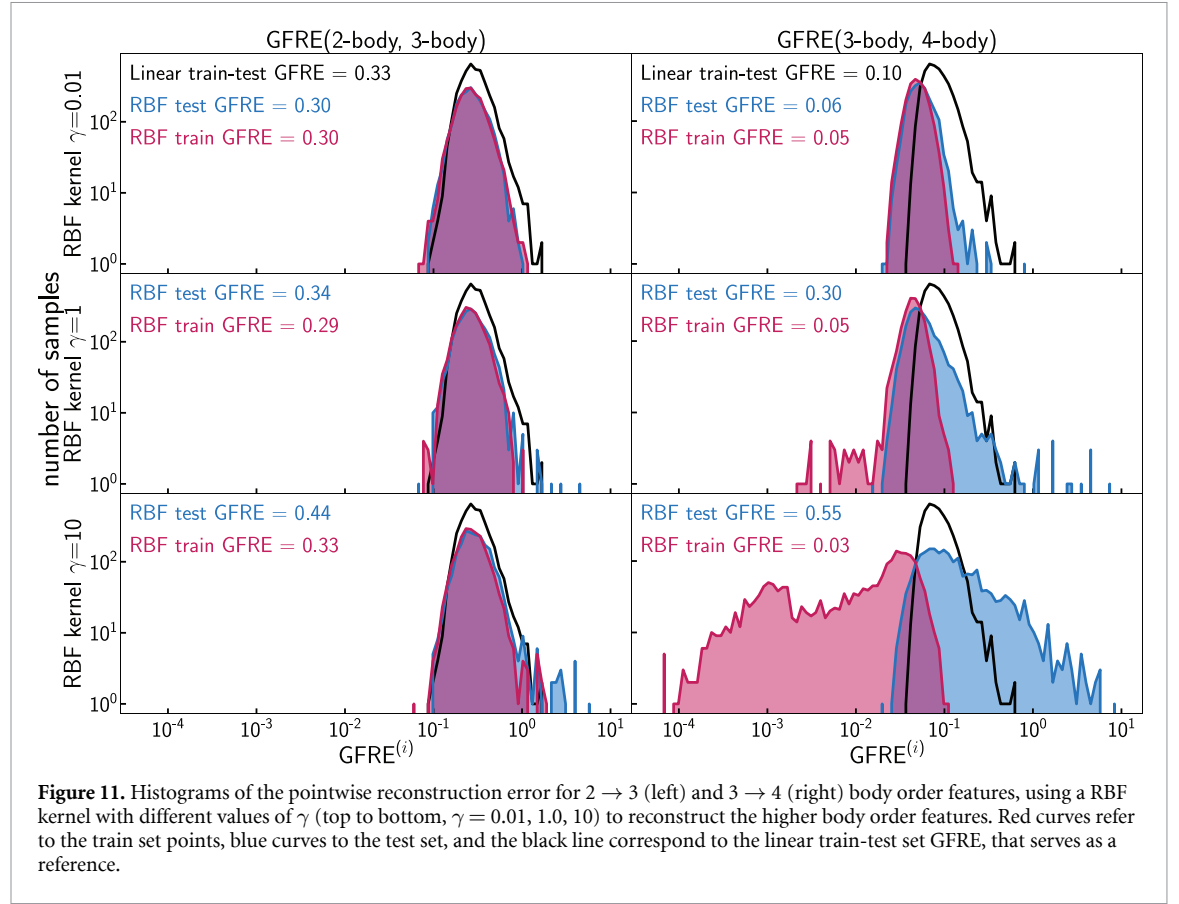 GFRE(2-body, 3-body)
GFRE(3-body, 4-body)
number of samples
RBF kernel γ=0.01
Linear train-test GFRE = 0.33
RBF test GFRE = 0.30
RBF train GFRE = 0.30
10²
10¹
10⁰
Linear train-test GFRE = 0.10
RBF test GFRE = 0.06
RBF train GFRE = 0.05
RBF kernel γ=1
RBF test GFRE = 0.34
RBF train GFRE = 0.29
10²
10¹
10⁰
RBF test GFRE = 0.30
RBF train GFRE = 0.05
RBF kernel γ=10
RBF test GFRE = 0.44
RBF train GFRE = 0.33
10²
10¹
10⁰
RBF test GFRE = 0.55
RBF train GFRE = 0.03
10⁻⁴ 10⁻³ 10⁻² 10⁻¹ 10⁰ 10¹
10⁻⁴ 10⁻³ 10⁻² 10⁻¹ 10⁰ 10¹
GFRE⁽ⁱ⁾
GFRE⁽ⁱ⁾
Figure 11. Histograms of the pointwise reconstruction error for 2 → 3 (left) and 3 → 4 (right) body order features, using a RBF
kernel with different values of γ (top to bottom, γ = 0.01, 1.0, 10) to reconstruct the higher body order features. Red curves refer
to the train set points, blue curves to the test set, and the black line correspond to the linear train-test set GFRE, that serves as a
reference.